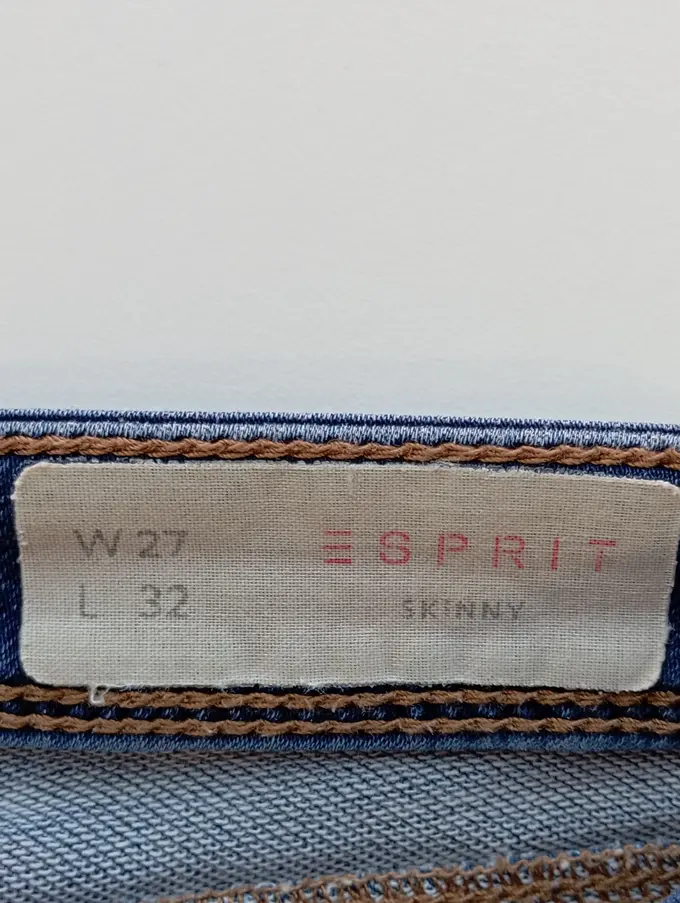 W 27
L 32
ESPRIT
SKINNY